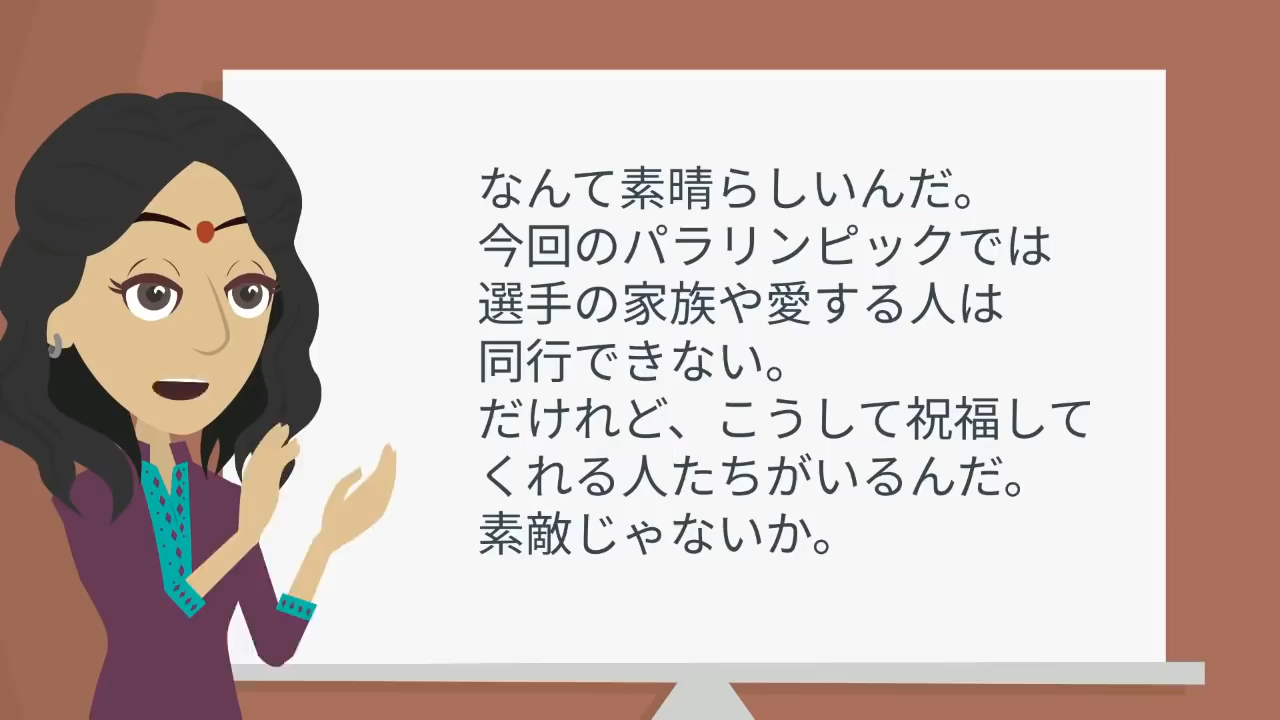 なんて素晴らしいんだ。
今回のパラリンピックでは
選手の家族や愛する人は
同行できない。
だけれど、こうして祝福して
くれる人たちがいるんだ。
素敵じゃないか。